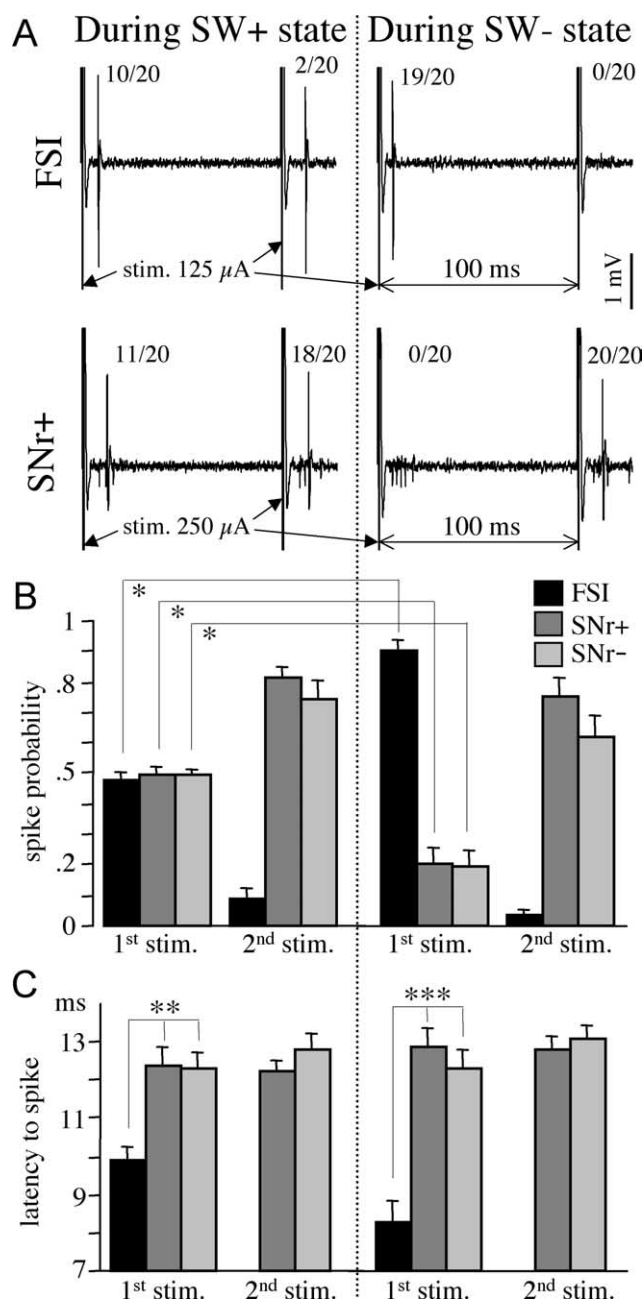 A
During SW+ state
During SW- state
FSI
10/20
2/20
19/20
0/20
stim. 125 µA
100 ms
1 mV
SNr+
11/20
18/20
0/20
20/20
stim. 250 µA
100 ms
B
spike probability
1
.8
.5
.2
0
*
*
*
FSI
SNr+
SNr−
1st stim.
2nd stim.
1st stim.
2nd stim.
C
ms
latency to spike
13
12
9
7
**
***
1st stim.
2nd stim.
1st stim.
2nd stim.